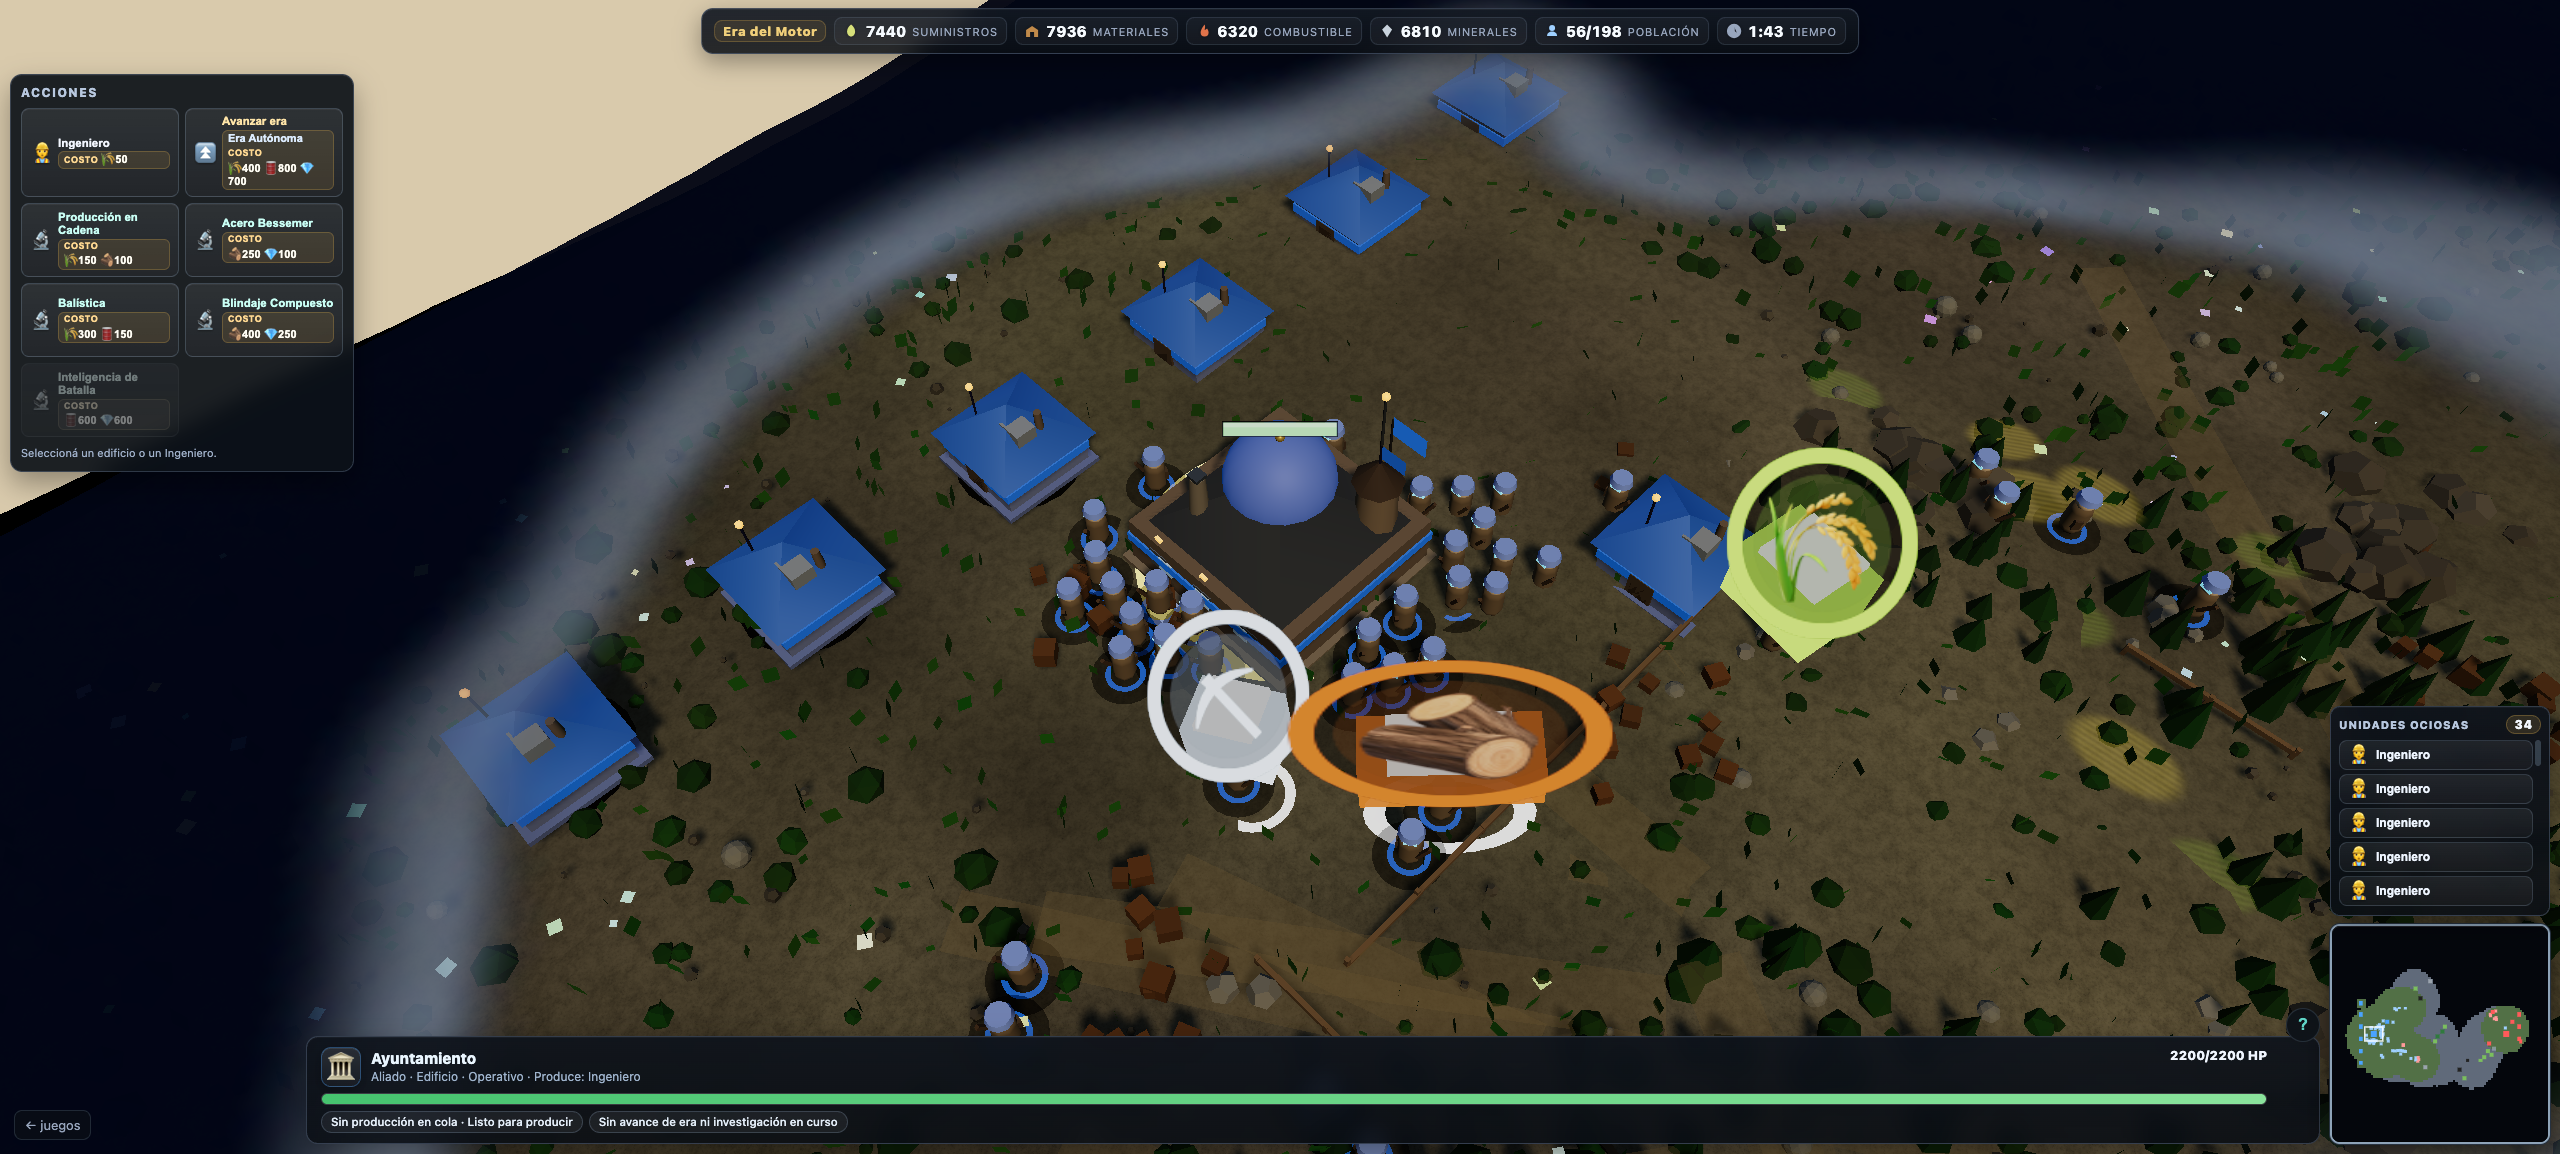 Era del Motor
7440 SUMINISTROS
7936 MATERIALES
6320 COMBUSTIBLE
6810 MINERALES
56/198 POBLACIÓN
1:43 TIEMPO
ACCIONES
Ingeniero
COSTO 50
Avanzar era
Era Autónoma
COSTO
400 800
700
Producción en
Cadena
COSTO
150 100
Acero Bessemer
COSTO
250 100
Balística
COSTO
300 150
Blindaje Compuesto
COSTO
400 250
Inteligencia de
Batalla
COSTO
600 600
Seleccioná un edificio o un Ingeniero.
UNIDADES OCIOSAS 34
Ingeniero
Ingeniero
Ingeniero
Ingeniero
Ingeniero
?
Ayuntamiento
2200/2200 HP
Aliado · Edificio · Operativo · Produce: Ingeniero
Sin producción en cola · Listo para producir
Sin avance de era ni investigación en curso
← juegos